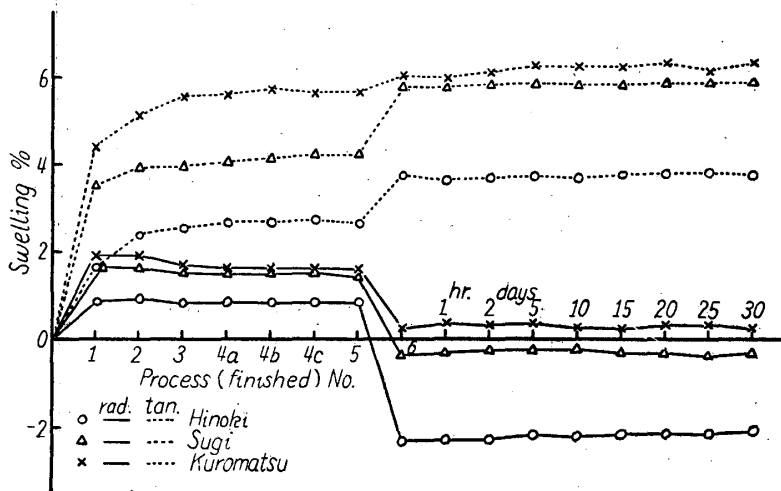 Swelling %
6
4
2
0
-2
hr. days
1 2 5 10 15 20 25 30
1 2 3 4a 4b 4c 5 6
Process (finished) No.
rad. tan.
Hinoki
Sugi
Kuromatsu